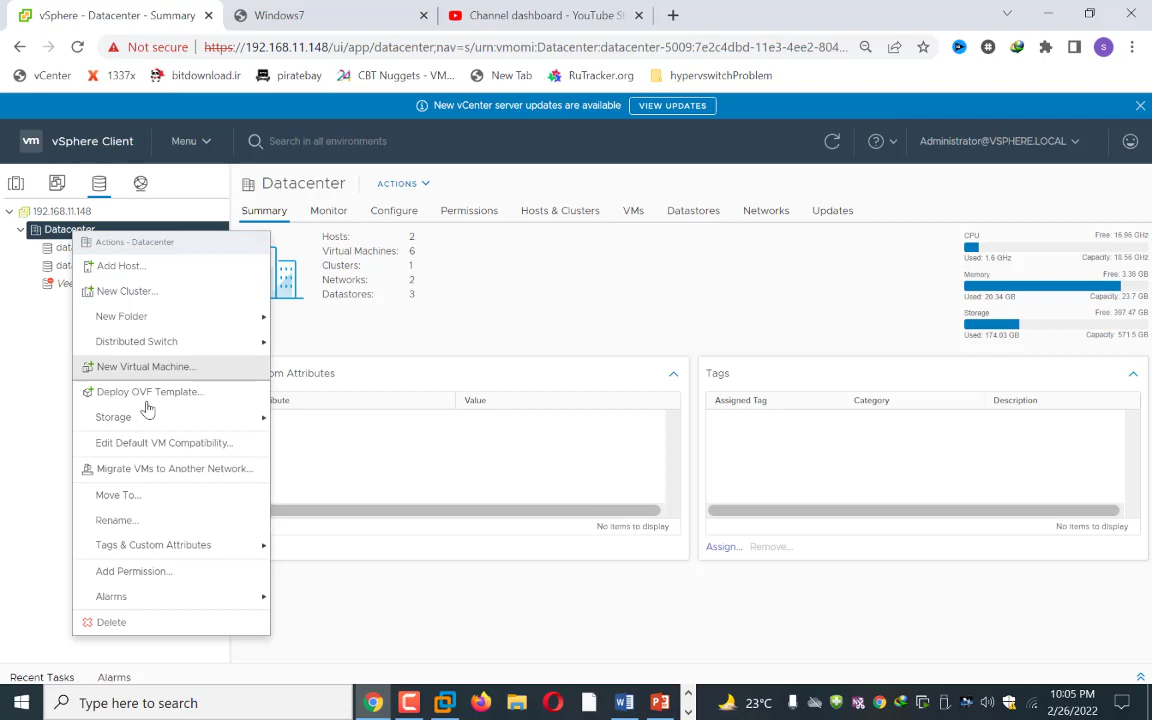 vSphere - Datacenter - Summary
Windows7
Channel dashboard - YouTube St
Not secure
https://192.168.11.148/ui/app/datacenter;nav=s/urn:vmomi:Datacenter:datacenter-5009:7e2c4dbd-11e3-4ee2-804...
S
vCenter
1337x
bitdownload.ir
piratebay
CBT Nuggets - VM...
New Tab
RuTracker.org
hypervswitchProblem
New vCenter server updates are available
VIEW UPDATES
vm
vSphere Client
Menu
Search in all environments
Administrator@VSPHERE.LOCAL
192.168.11.148
Datacenter
dat
dat
Vee
Datacenter
ACTIONS
Summary
Monitor
Configure
Permissions
Hosts & Clusters
VMs
Datastores
Networks
Updates
Hosts: 2
Virtual Machines: 6
Clusters: 1
Networks: 2
Datastores: 3
CPU
Free: 16.96 GHz
Used: 1.6 GHz
Capacity: 18.56 GHz
Memory
Free: 3.36 GB
Used: 20.34 GB
Capacity: 23.7 GB
Storage
Free: 397.47 GB
Used: 174.03 GB
Capacity: 571.5 GB
Actions - Datacenter
Add Host...
New Cluster...
New Folder
Distributed Switch
New Virtual Machine...
Deploy OVF Template...
Storage
Edit Default VM Compatibility...
Migrate VMs to Another Network...
Move To...
Rename...
Tags & Custom Attributes
Add Permission...
Alarms
Delete
om Attributes
ibute
Value
No items to display
Tags
Assigned Tag
Category
Description
No items to display
Assign...
Remove...
Recent Tasks
Alarms
Type here to search
23°C
10:05 PM
2/26/2022